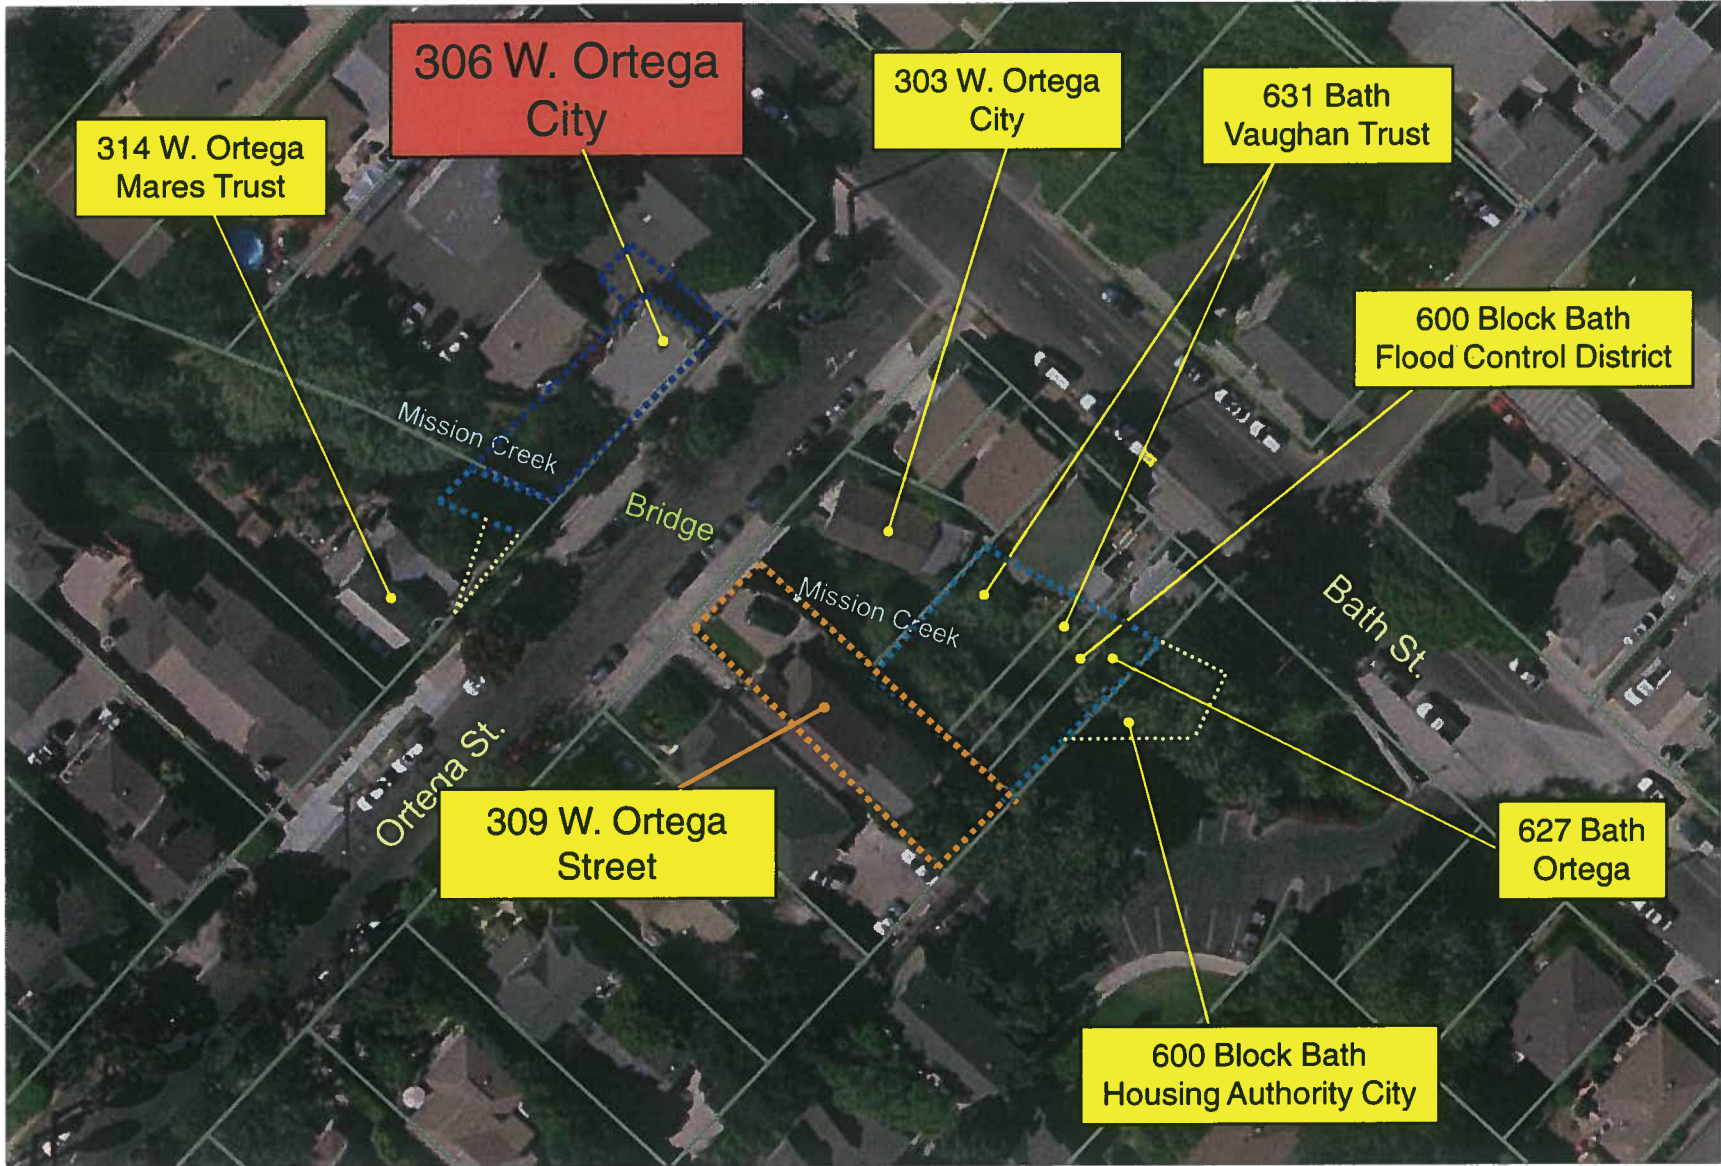 306 W. Ortega
City
303 W. Ortega
City
631 Bath
Vaughan Trust
314 W. Ortega
Mares Trust
600 Block Bath
Flood Control District
Mission Creek
Bridge
Mission Creek
Bath St.
Ortega St.
309 W. Ortega
Street
627 Bath
Ortega
600 Block Bath
Housing Authority City